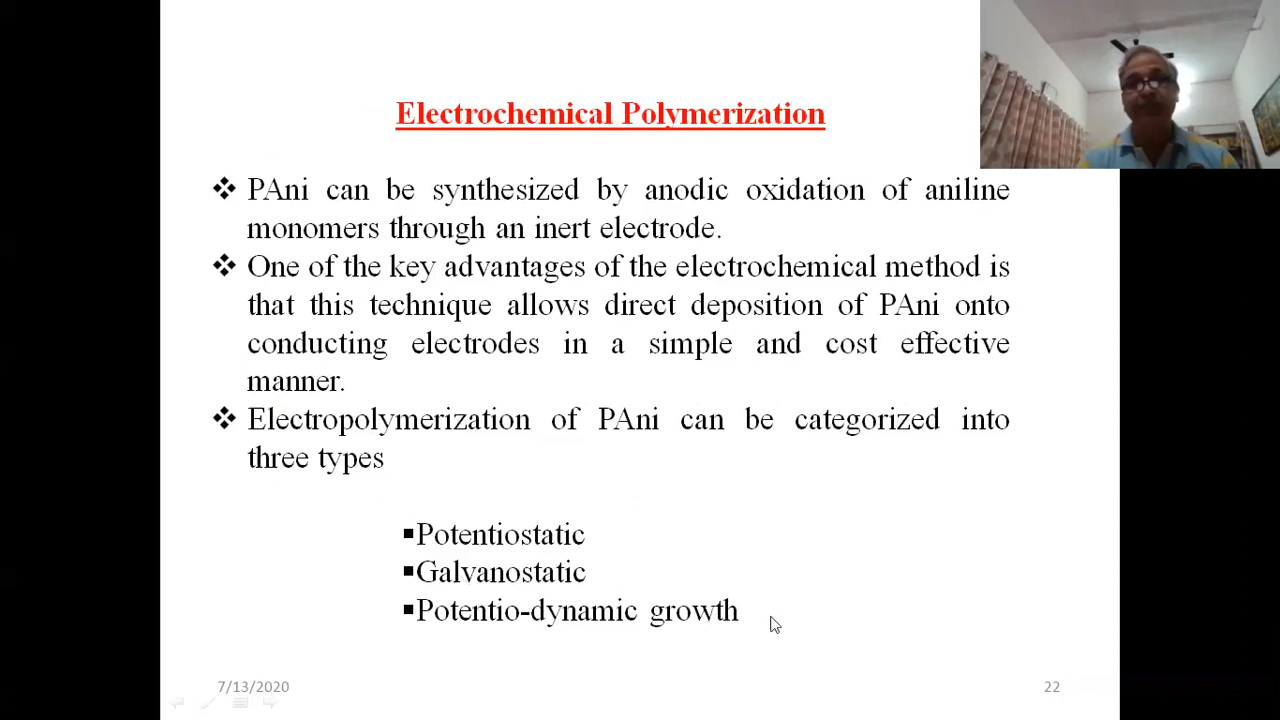 Electrochemical Polymerization
❖ PAni can be synthesized by anodic oxidation of aniline
monomers through an inert electrode.
❖ One of the key advantages of the electrochemical method is
that this technique allows direct deposition of PAni onto
conducting electrodes in a simple and cost effective
manner.
❖ Electropolymerization of PAni can be categorized into
three types
▪Potentiostatic
▪Galvanostatic
▪Potentio-dynamic growth
7/13/2020
22